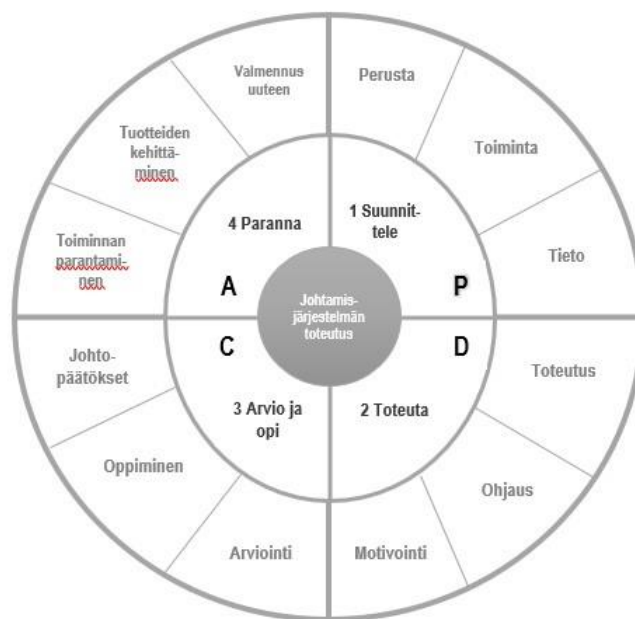 Valmennus
uuteen
Perusta
Tuotteiden
kehittä-
minen
Toiminta
Toiminnan
parantami-
nen
Tieto
4 Paranna
1 Suunnit-
tele
A
P
Johtamis-
järjestelmän
toteutus
C
D
3 Arvio ja
opi
2 Toteuta
Johto-
päätökset
Toteutus
Oppiminen
Ohjaus
Arviointi
Motivointi